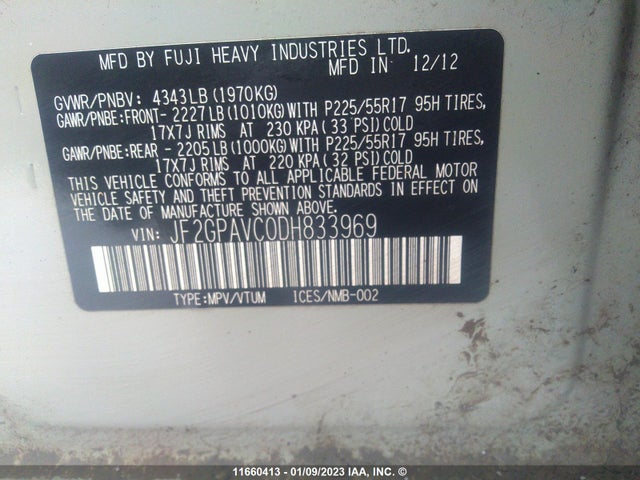 MFD BY FUJI HEAVY INDUSTRIES LTD.
MFD IN 12/12
GVWR/PNBV: 4343LB (1970KG)
GAWR/PNBE:FRONT- 2227LB (1010KG) WITH P225/55R17 95H TIRES,
17X7J RIMS AT 230 KPA (33 PSI) COLD
GAWR/PNBE:REAR - 2205LB (1000KG) WITH P225/55R17 95H TIRES,
17X7J RIMS AT 220 KPA (32 PSI) COLD
THIS VEHICLE CONFORMS TO ALL APPLICABLE FEDERAL MOTOR
VEHICLE SAFETY AND THEFT PREVENTION STANDARDS IN EFFECT ON
THE DATE OF MANUFACTURE SHOWN ABOVE.
VIN: JF2GPAVC0DH833969
TYPE:MPV/VTUM ICES/NMB-002
11660413 - 01/09/2023 IAA, INC. ©